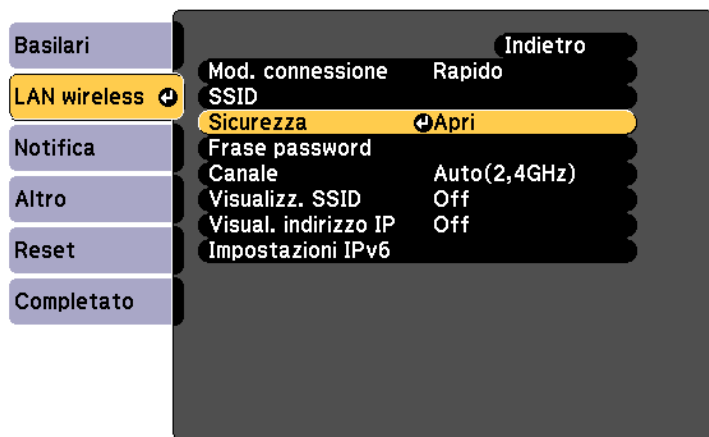 Basilari
LAN wireless
Notifica
Altro
Reset
Completato
Indietro
Mod. connessione Rapido
SSID
Sicurezza Apri
Frase password
Canale Auto(2,4GHz)
Visualizz. SSID Off
Visual. indirizzo IP Off
Impostazioni IPv6